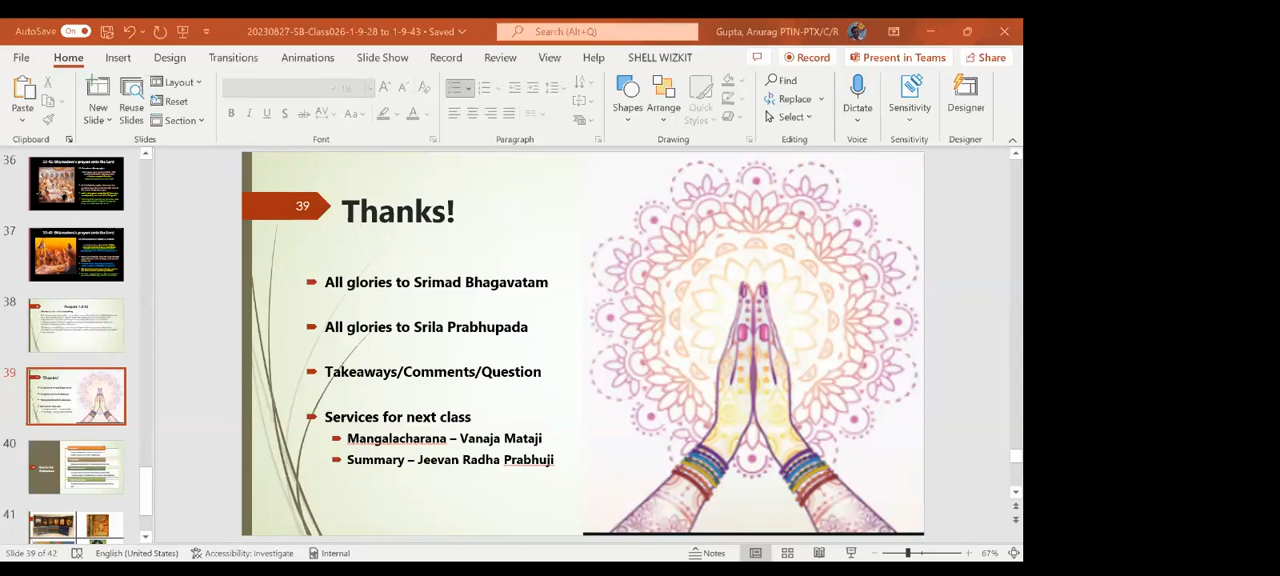 AutoSave On 20230827-SB-Class026-1-9-28 to 1-9-43 • Saved Search (Alt+Q) Gupta, Anurag PTIN-PTX/C/R
File Home Insert Design Transitions Animations Slide Show Record Review View Help SHELL WIZKIT Record Present in Teams Share
Paste New Slide Reuse Slides Layout Reset Section Shapes Arrange Quick Styles Find Replace Select Dictate Sensitivity Designer
Clipboard Slides Font Paragraph Drawing Editing Voice Sensitivity Designer
36
37
38
39
40
41
39
Thanks!
All glories to Srimad Bhagavatam
All glories to Srila Prabhupada
Takeaways/Comments/Question
Services for next class
Mangalacharana – Vanaja Mataji
Summary – Jeevan Radha Prabhuji
Slide 39 of 42 English (United States) Accessibility: Investigate Internal Notes 67%